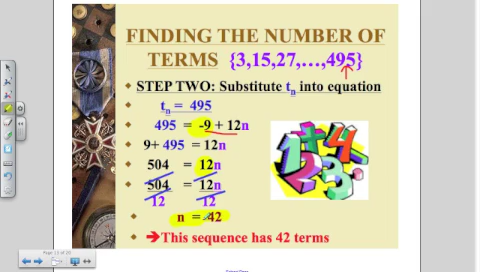 FINDING THE NUMBER OF
TERMS {3,15,27,...,495}
STEP TWO: Substitute tn into equation
tn = 495
495 = -9 + 12n
9+ 495 = 12n
504 = 12n
504 = 12n
12 12
n = 42
➔This sequence has 42 terms